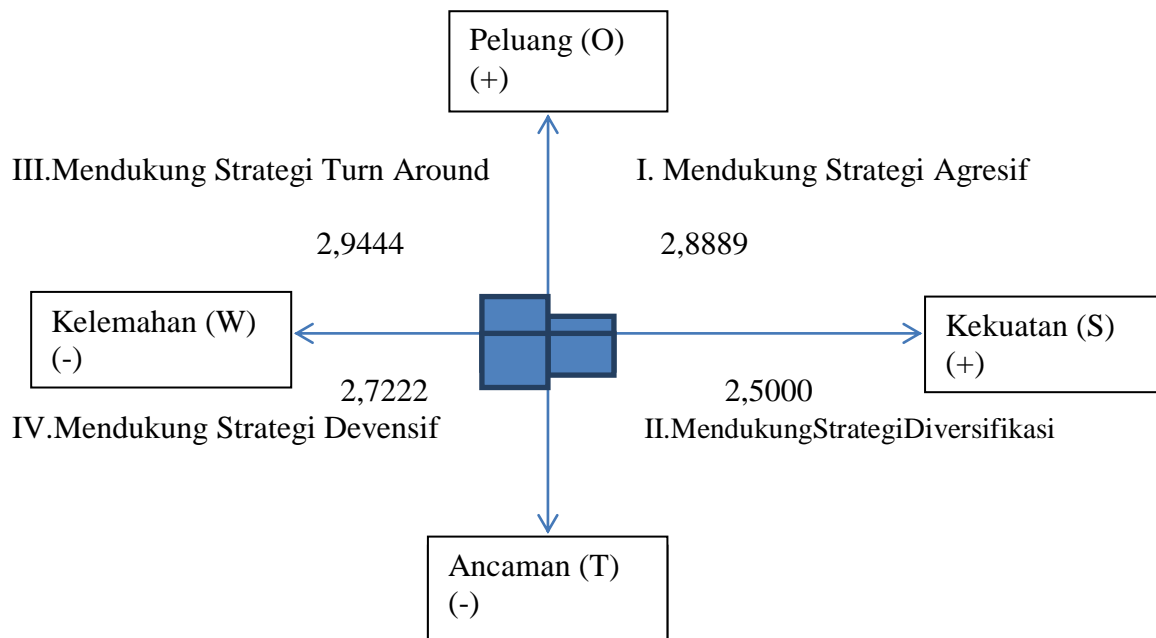 Peluang (O)
(+)
III.Mendukung Strategi Turn Around
I. Mendukung Strategi Agresif
2,9444
2,8889
Kelemahan (W)
(-)
Kekuatan (S)
(+)
2,7222
2,5000
IV.Mendukung Strategi Devensif
II.MendukungStrategiDiversifikasi
Ancaman (T)
(-)